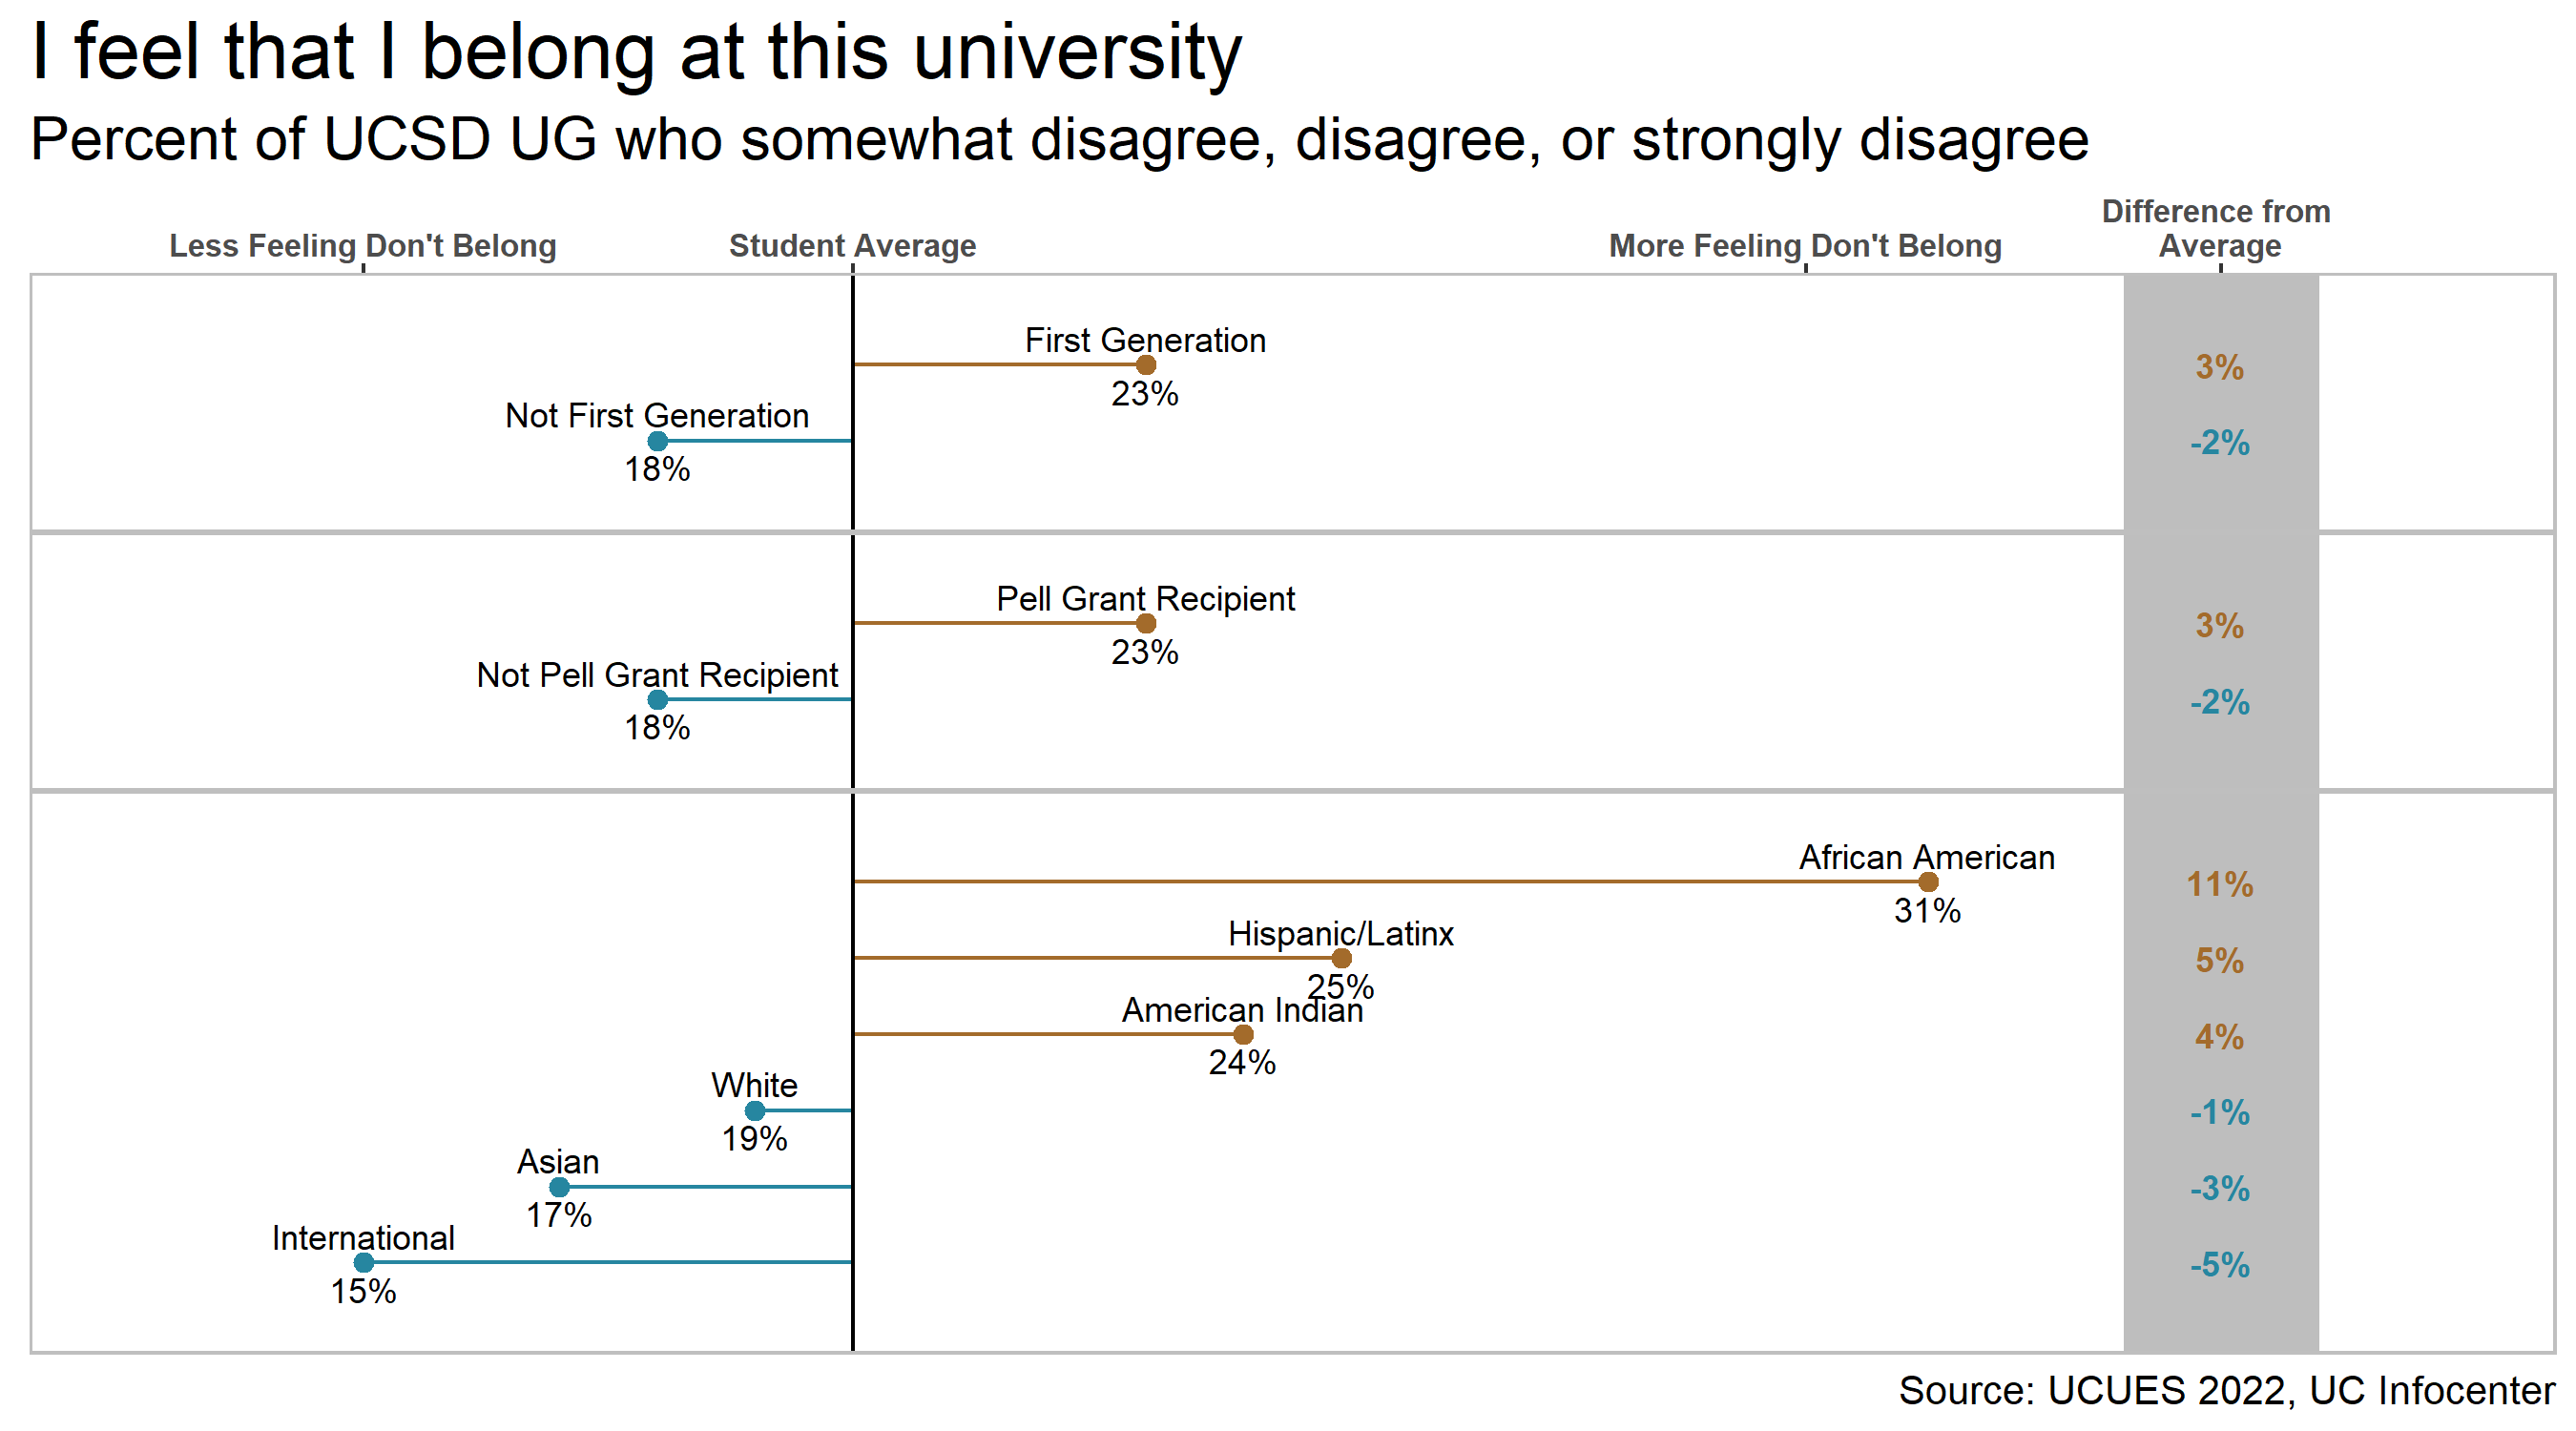 I feel that I belong at this university
Percent of UCSD UG who somewhat disagree, disagree, or strongly disagree
Less Feeling Don't Belong
Student Average
More Feeling Don't Belong
Difference from
Average
First Generation
23%
3%
Not First Generation
18%
-2%
Pell Grant Recipient
23%
3%
Not Pell Grant Recipient
18%
-2%
African American
31%
11%
Hispanic/Latinx
25%
5%
American Indian
24%
4%
White
19%
-1%
Asian
17%
-3%
International
15%
-5%
Source: UCUES 2022, UC Infocenter